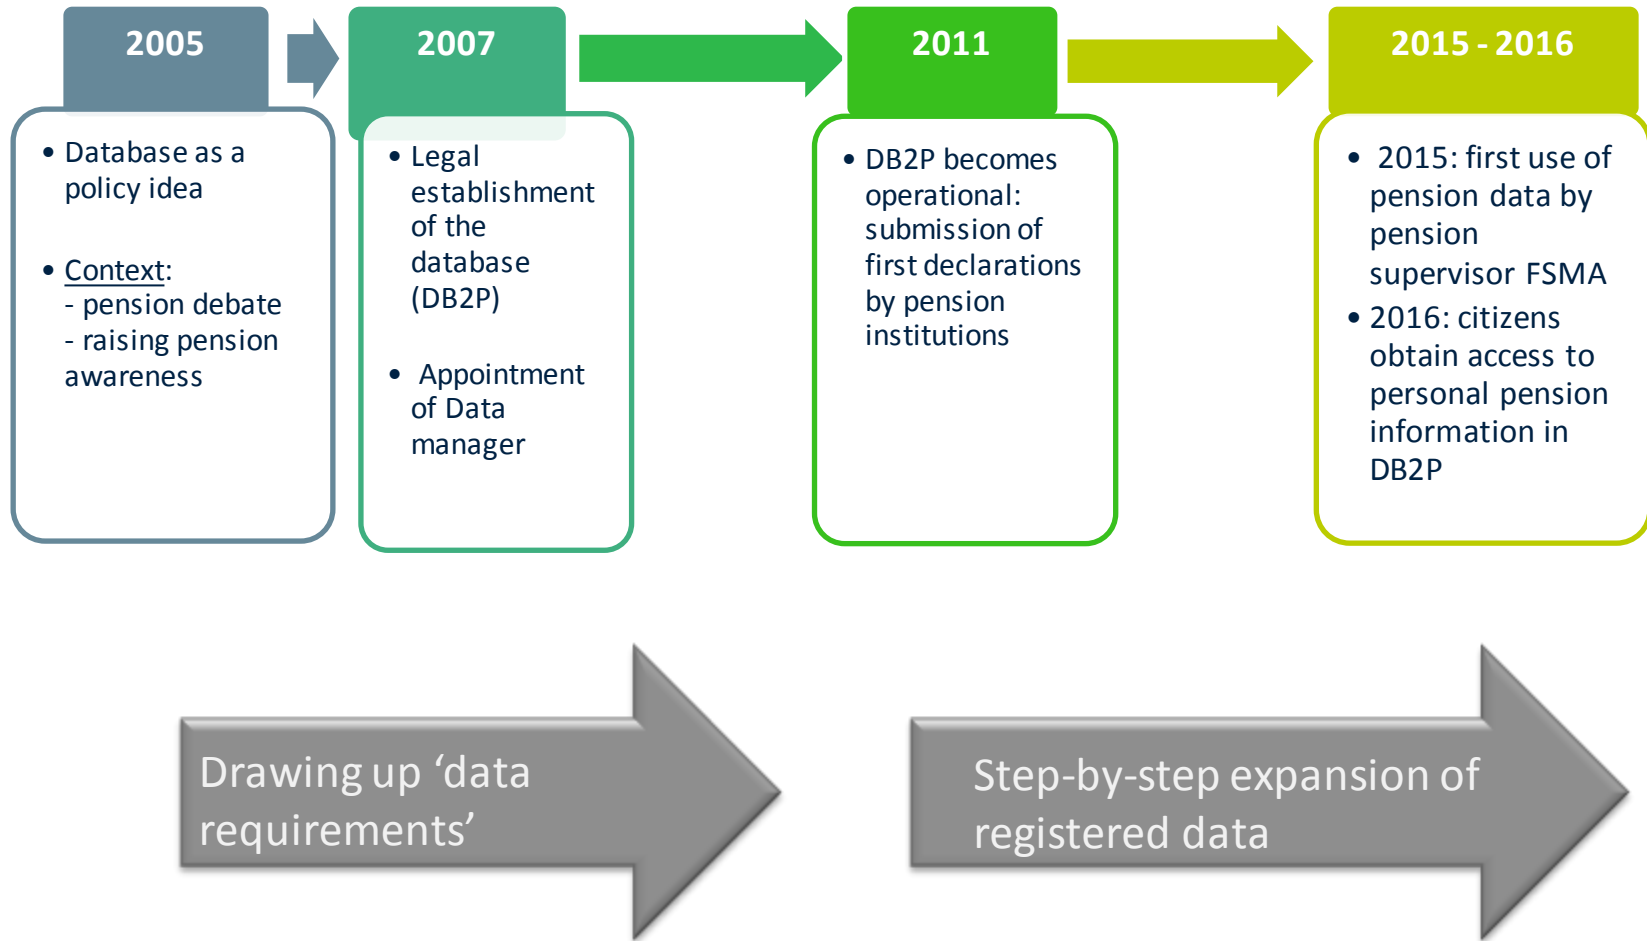 2005
• Database as a
policy idea
• Context:
- pension debate
- raising pension
awareness
2007
• Legal
establishment
of the
database
(DB2P)
• Appointment
of Data
manager
2011
• DB2P becomes
operational:
submission of
first declarations
by pension
institutions
2015 - 2016
• 2015: first use of
pension data by
pension
supervisor FSMA
• 2016: citizens
obtain access to
personal pension
information in
DB2P
Drawing up ‘data
requirements’
Step-by-step expansion of
registered data